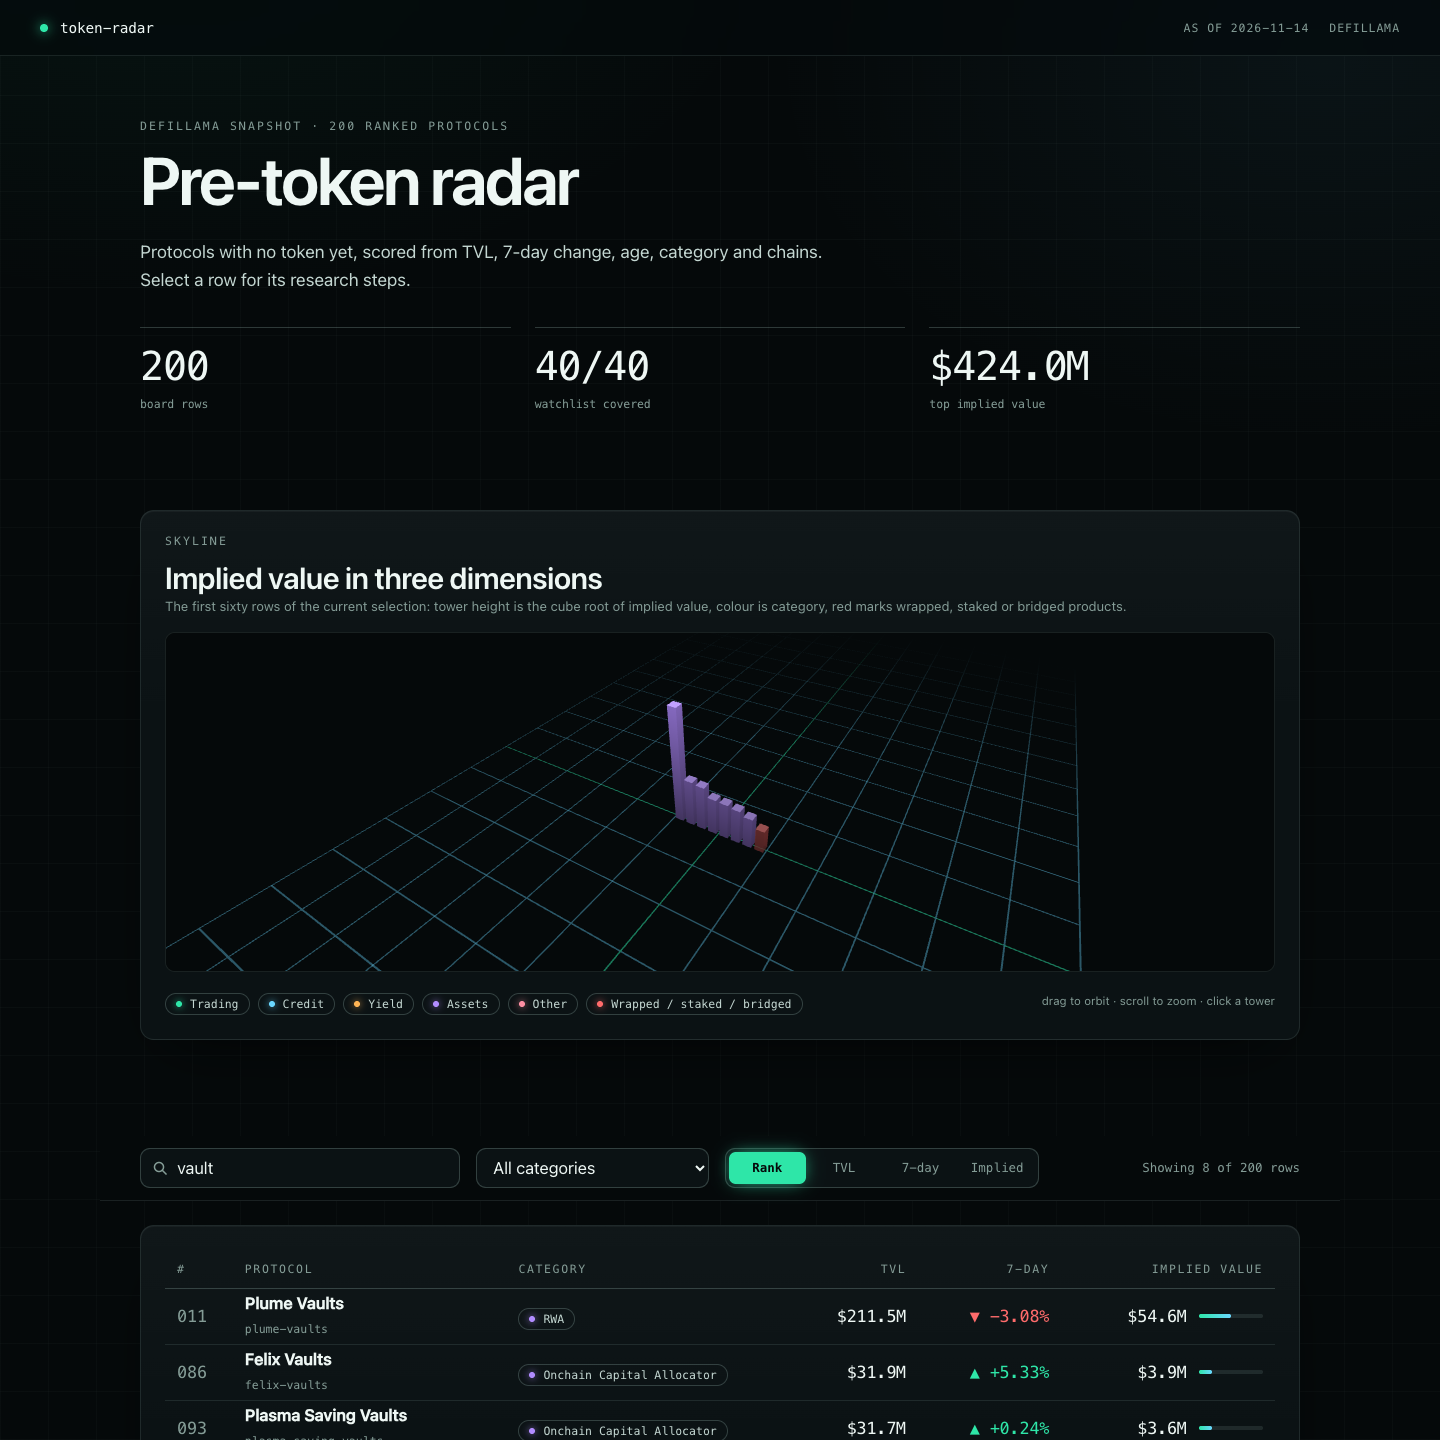 token-radar
AS OF 2026-11-14 DEFILLAMA
DEFILLAMA SNAPSHOT · 200 RANKED PROTOCOLS
Pre-token radar
Protocols with no token yet, scored from TVL, 7-day change, age, category and chains.
Select a row for its research steps.
200 40/40 $424.0M
board rows watchlist covered top implied value
SKYLINE
Implied value in three dimensions
The first sixty rows of the current selection: tower height is the cube root of implied value, colour is category, red marks wrapped, staked or bridged products.
Trading Credit Yield Assets Other Wrapped / staked / bridged drag to orbit · scroll to zoom · click a tower
vault All categories Rank TVL 7-day Implied Showing 8 of 200 rows
# PROTOCOL CATEGORY TVL 7-DAY IMPLIED VALUE
011 Plume Vaults RWA $211.5M ▼ −3.08% $54.6M
plume-vaults
086 Felix Vaults Onchain Capital Allocator $31.9M ▲ +5.33% $3.9M
felix-vaults
093 Plasma Saving Vaults Onchain Capital Allocator $31.7M ▲ +0.24% $3.6M